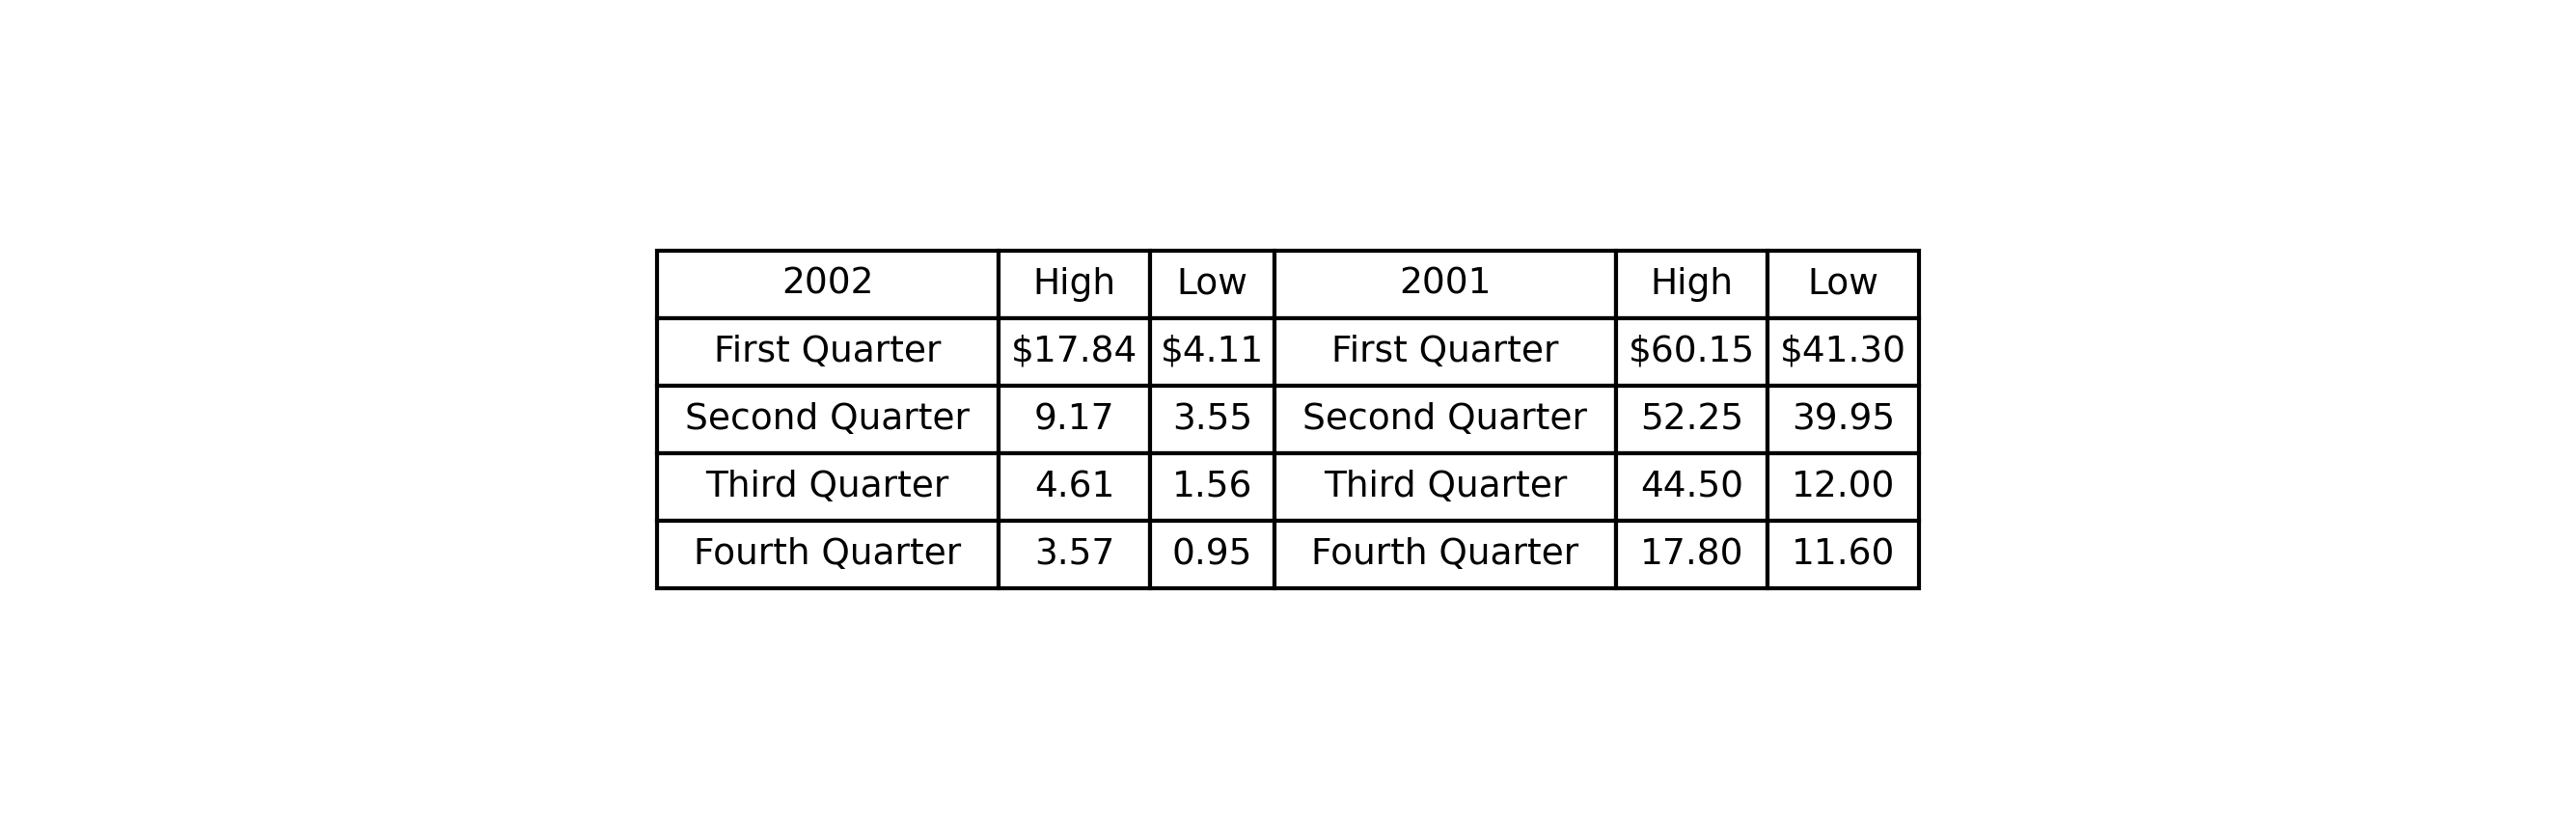 2002 High Low 2001 High Low
First Quarter $17.84 $4.11 First Quarter $60.15 $41.30
Second Quarter 9.17 3.55 Second Quarter 52.25 39.95
Third Quarter 4.61 1.56 Third Quarter 44.50 12.00
Fourth Quarter 3.57 0.95 Fourth Quarter 17.80 11.60